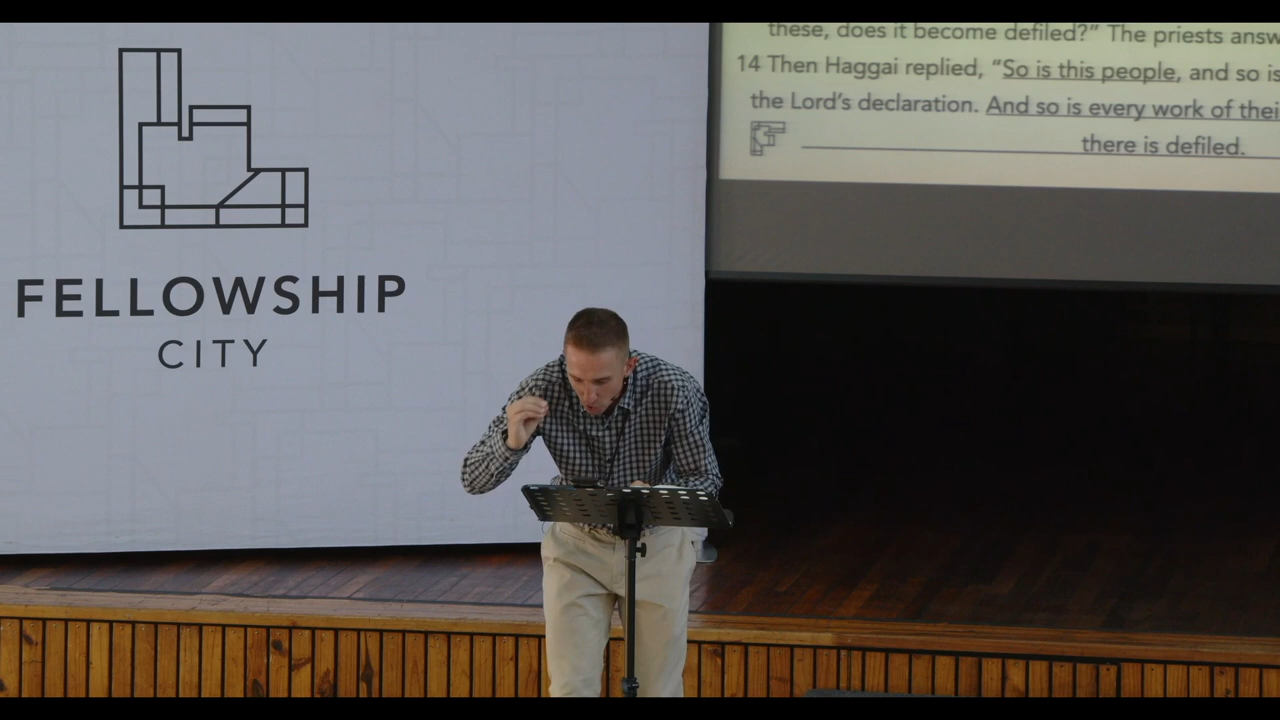 FELLOWSHIP
CITY
these, does it become defiled?” The priests answ
14 Then Haggai replied, “So is this people, and so is
the Lord’s declaration. And so is every work of thei
there is defiled.